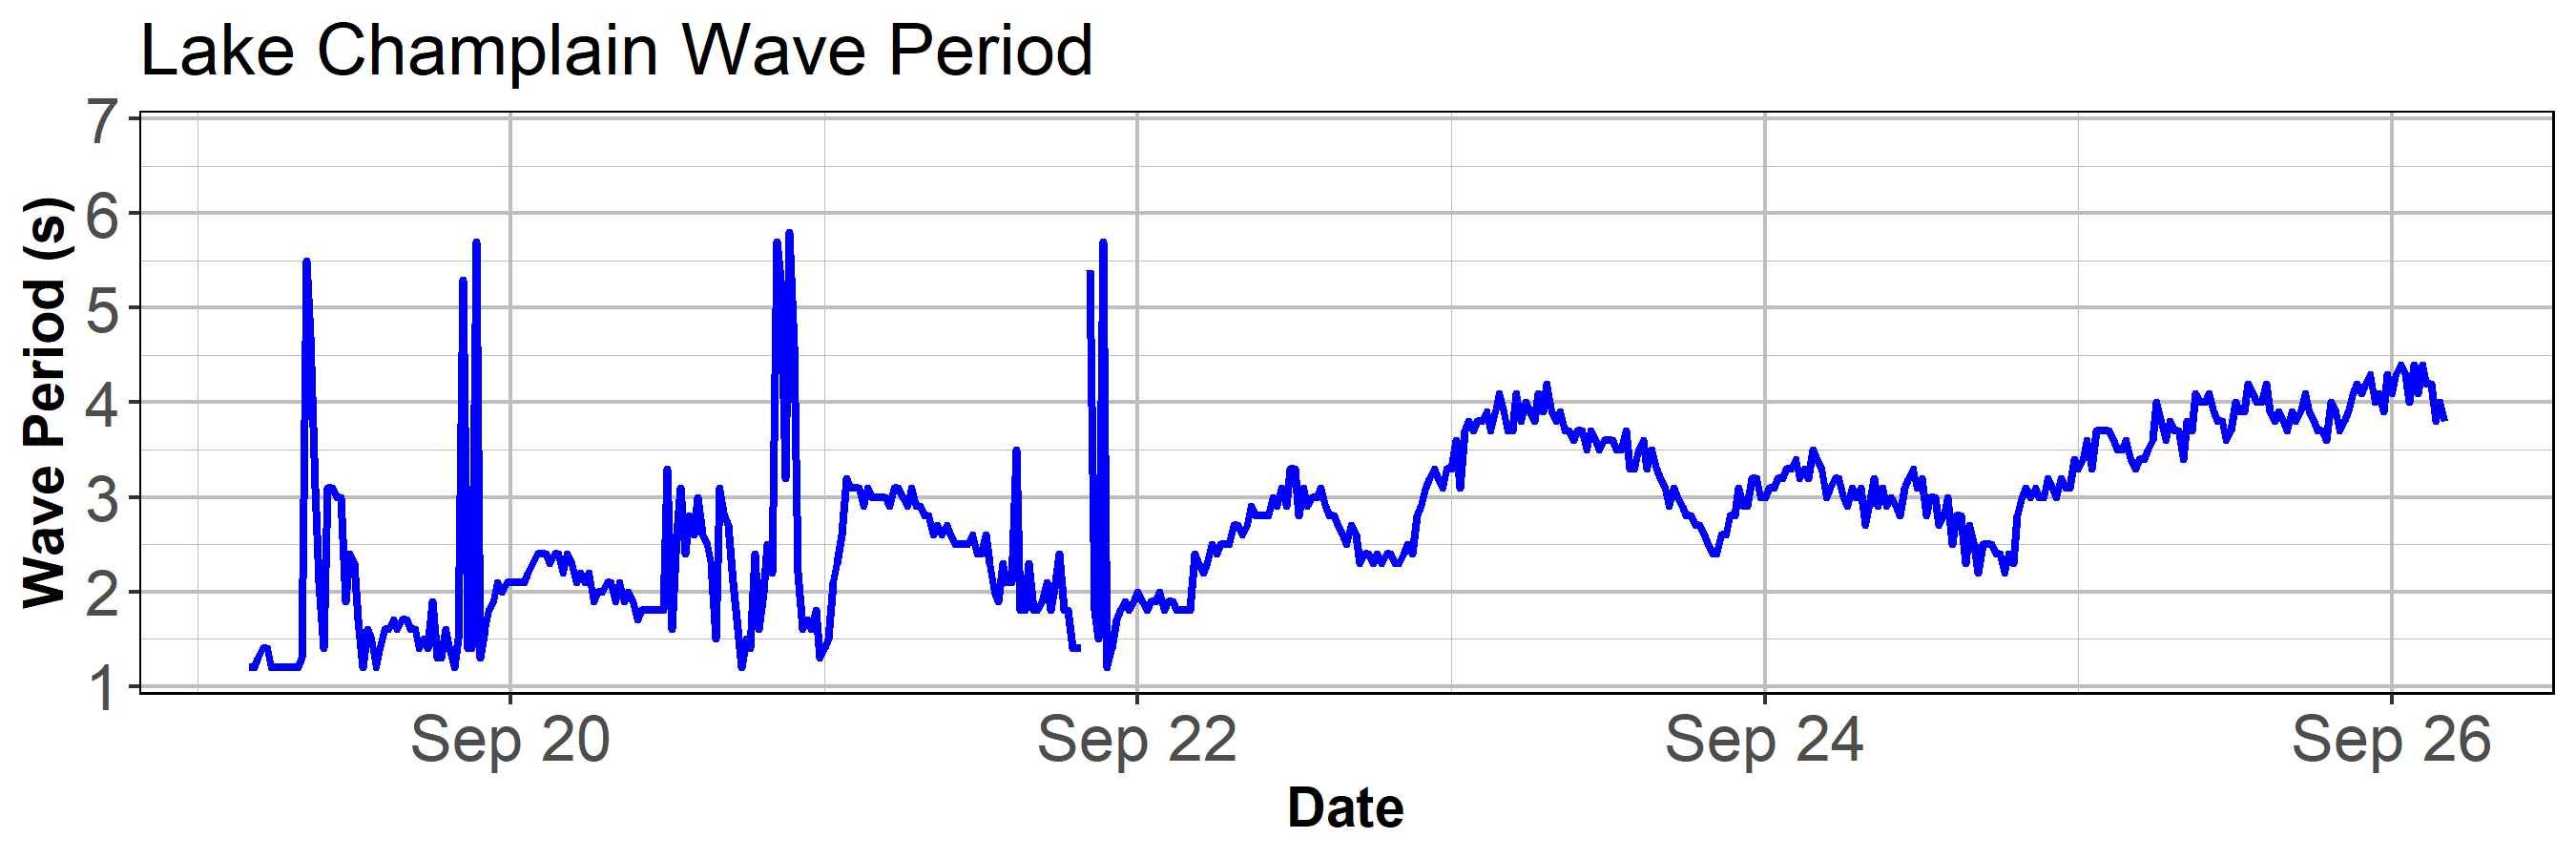 Lake Champlain Wave Period
Wave Period (s)
7
6
5
4
3
2
1
Sep 20
Sep 22
Sep 24
Sep 26
Date